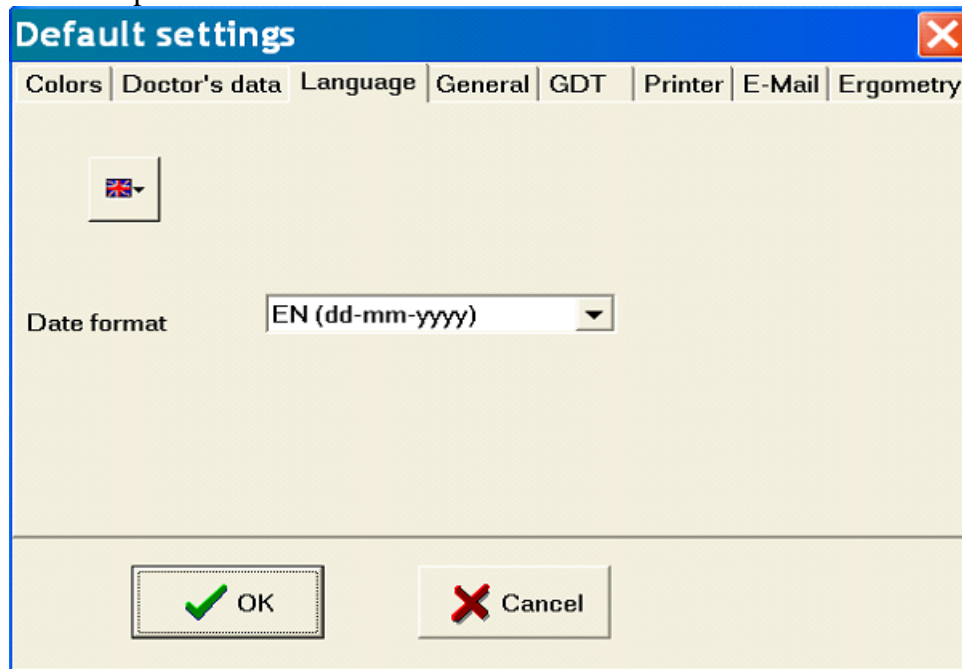 Default settings
Colors Doctor's data Language General GDT Printer E-Mail Ergometry
Date format EN (dd-mm-yyyy)
OK Cancel